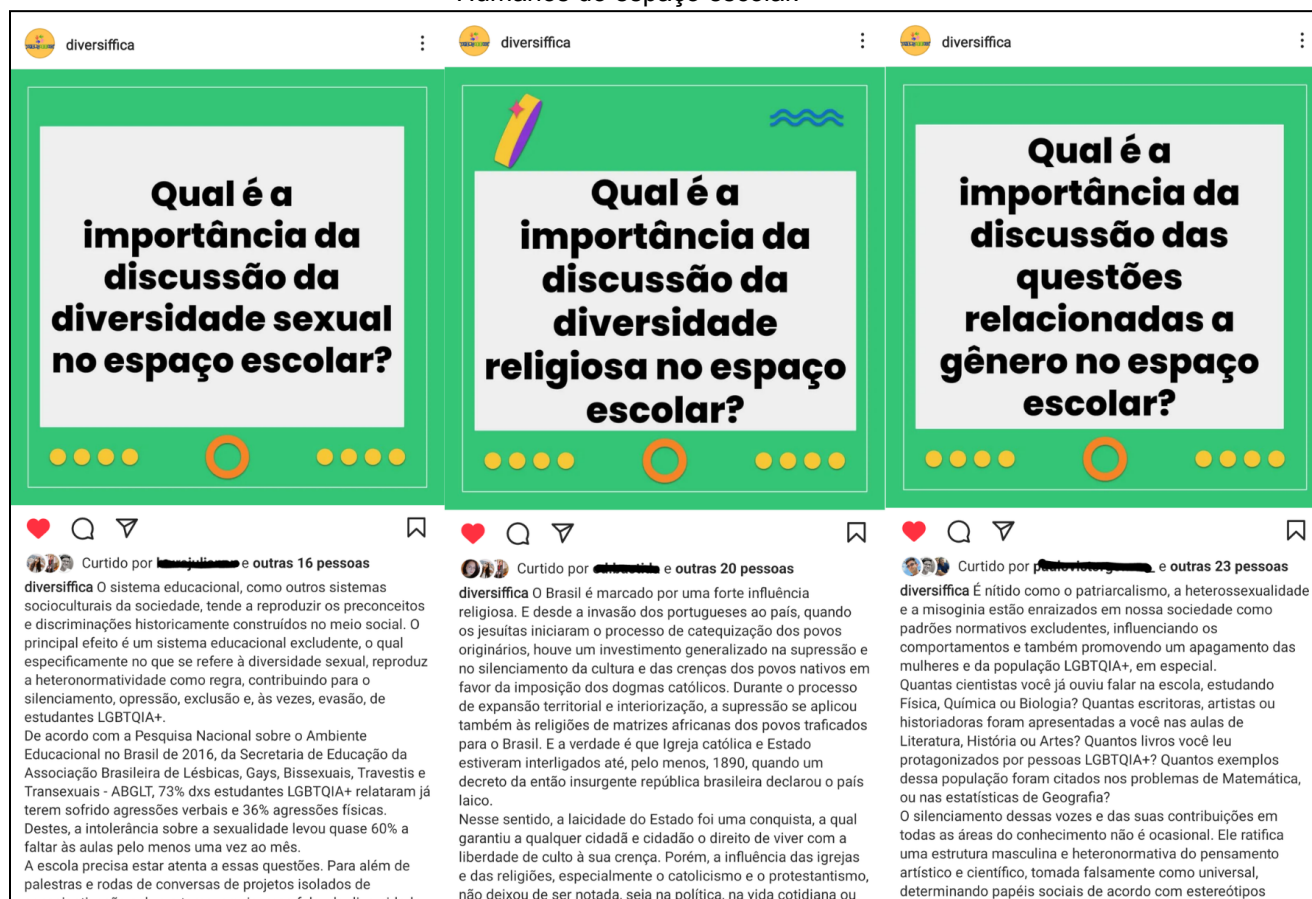 Humanos ao espaço escolar.
diversiffica
Qual é a
importância da
discussão da
diversidade sexual
no espaço escolar?
Curtido por e outras 16 pessoas
diversiffica O sistema educacional, como outros sistemas
socioculturais da sociedade, tende a reproduzir os preconceitos
e discriminações historicamente construídos no meio social. O
principal efeito é um sistema educacional excludente, o qual
especificamente no que se refere à diversidade sexual, reproduz
a heteronormatividade como regra, contribuindo para o
silenciamento, opressão, exclusão e, às vezes, evasão, de
estudantes LGBTQIA+.
De acordo com a Pesquisa Nacional sobre o Ambiente
Educacional no Brasil de 2016, da Secretaria de Educação da
Associação Brasileira de Lésbicas, Gays, Bissexuais, Travestis e
Transexuais - ABGLT, 73% dxs estudantes LGBTQIA+ relataram já
terem sofrido agressões verbais e 36% agressões físicas.
Destes, a intolerância sobre a sexualidade levou quase 60% a
faltar às aulas pelo menos uma vez ao mês.
A escola precisa estar atenta a essas questões. Para além de
palestras e rodas de conversas de projetos isolados de
diversiffica
Qual é a
importância da
discussão da
diversidade
religiosa no espaço
escolar?
Curtido por e outras 20 pessoas
diversiffica O Brasil é marcado por uma forte influência
religiosa. E desde a invasão dos portugueses ao país, quando
os jesuítas iniciaram o processo de catequização dos povos
originários, houve um investimento generalizado na supressão e
no silenciamento da cultura e das crenças dos povos nativos em
favor da imposição dos dogmas católicos. Durante o processo
de expansão territorial e interiorização, a supressão se aplicou
também às religiões de matrizes africanas dos povos traficados
para o Brasil. E a verdade é que Igreja católica e Estado
estiveram interligados até, pelo menos, 1890, quando um
decreto da então insurgente república brasileira declarou o país
laico.
Nesse sentido, a laicidade do Estado foi uma conquista, a qual
garantiu a qualquer cidadã e cidadão o direito de viver com a
liberdade de culto à sua crença. Porém, a influência das igrejas
e das religiões, especialmente o catolicismo e o protestantismo,
não deixou de ser notada, seja na política, na vida cotidiana ou
diversiffica
Qual é a
importância da
discussão das
questões
relacionadas a
gênero no espaço
escolar?
Curtido por e outras 23 pessoas
diversiffica É nítido como o patriarcalismo, a heterossexualidade
e a misoginia estão enraizados em nossa sociedade como
padrões normativos excludentes, influenciando os
comportamentos e também promovendo um apagamento das
mulheres e da população LGBTQIA+, em especial.
Quantas cientistas você já ouviu falar na escola, estudando
Física, Química ou Biologia? Quantas escritoras, artistas ou
historiadoras foram apresentadas a você nas aulas de
Literatura, História ou Artes? Quantos livros você leu
protagonizados por pessoas LGBTQIA+? Quantos exemplos
dessa população foram citados nos problemas de Matemática,
ou nas estatísticas de Geografia?
O silenciamento dessas vozes e das suas contribuições em
todas as áreas do conhecimento não é ocasional. Ele ratifica
uma estrutura masculina e heteronormativa do pensamento
artístico e científico, tomada falsamente como universal,
determinando papéis sociais de acordo com estereótipos